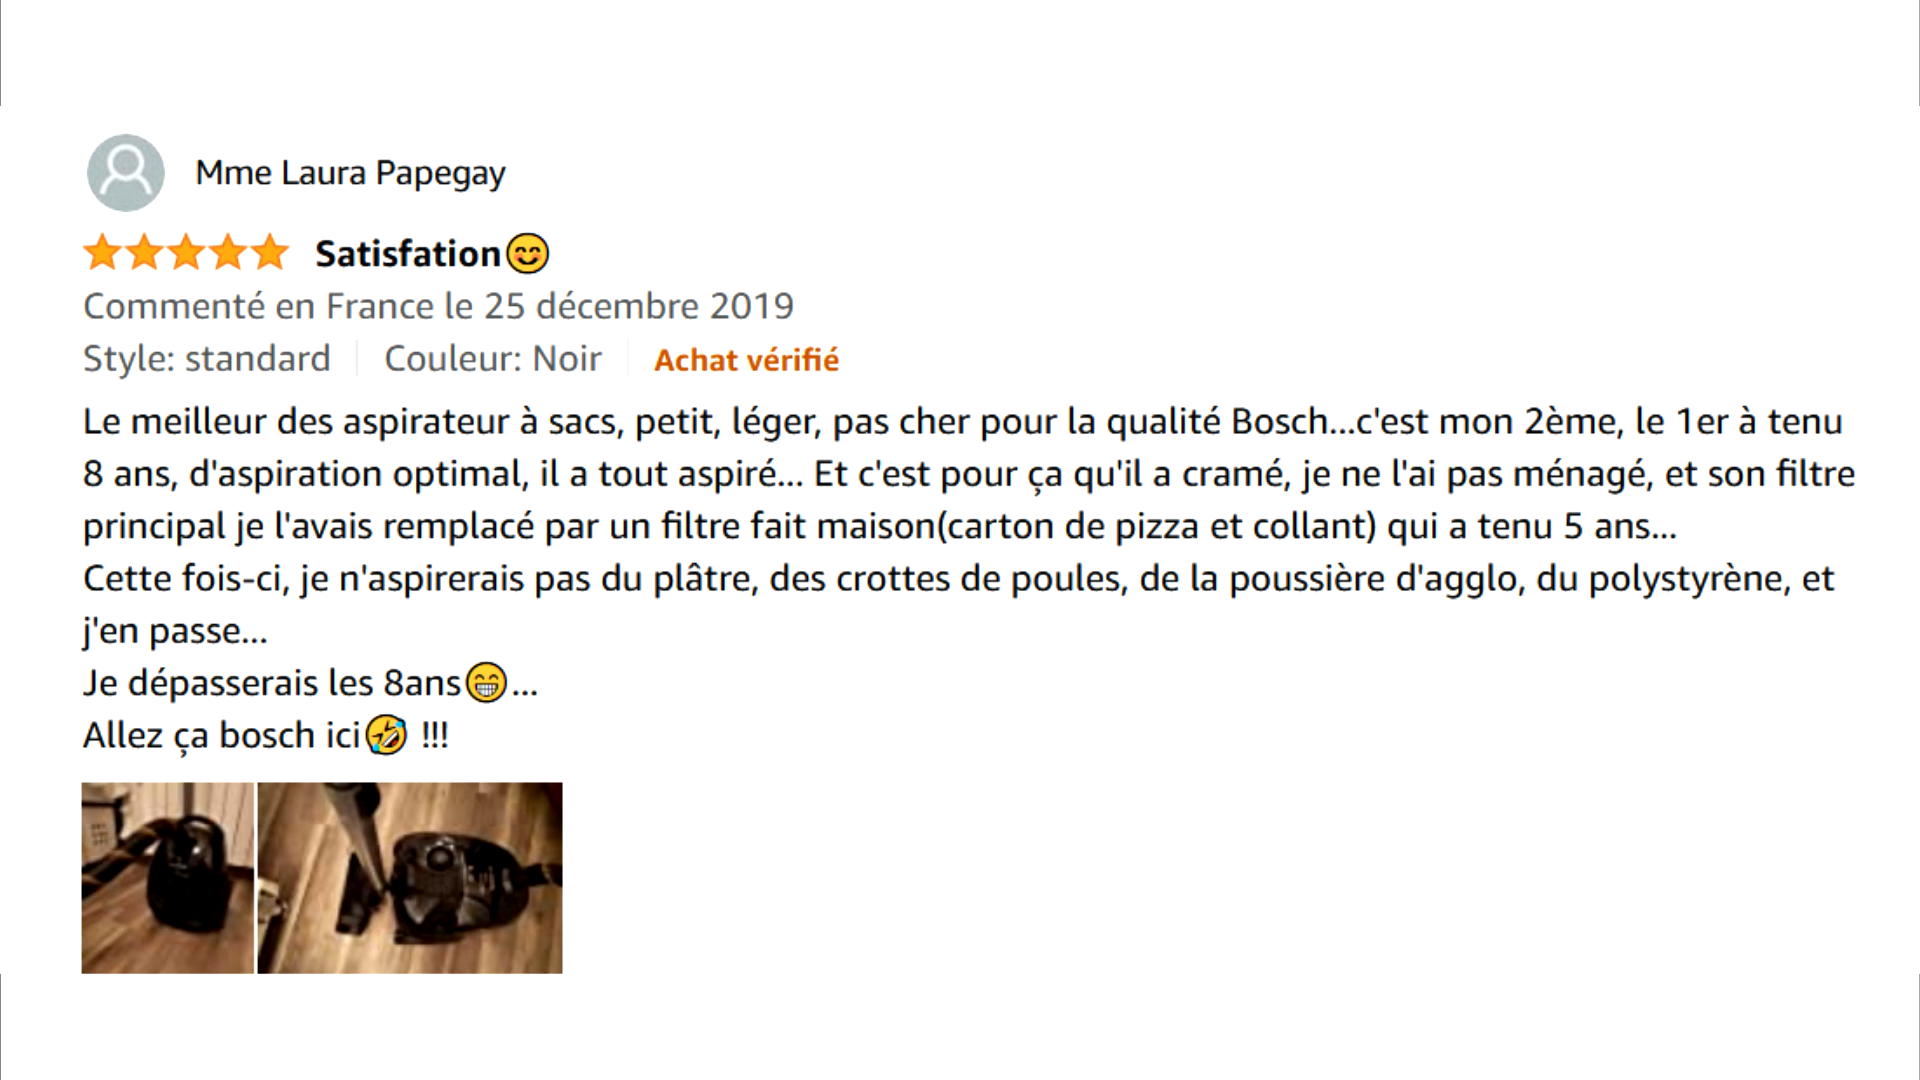 Mme Laura Papegay
Satisfation😊
Commenté en France le 25 décembre 2019
Style: standard | Couleur: Noir | Achat vérifié
Le meilleur des aspirateur à sacs, petit, léger, pas cher pour la qualité Bosch...c'est mon 2ème, le 1er à tenu
8 ans, d'aspiration optimal, il a tout aspiré... Et c'est pour ça qu'il a cramé, je ne l'ai pas ménagé, et son filtre
principal je l'avais remplacé par un filtre fait maison(carton de pizza et collant) qui a tenu 5 ans...
Cette fois-ci, je n'aspirerais pas du plâtre, des crottes de poules, de la poussière d'agglo, du polystyrène, et
j'en passe...
Je dépasserais les 8ans😁...
Allez ça bosch ici🤣 !!!